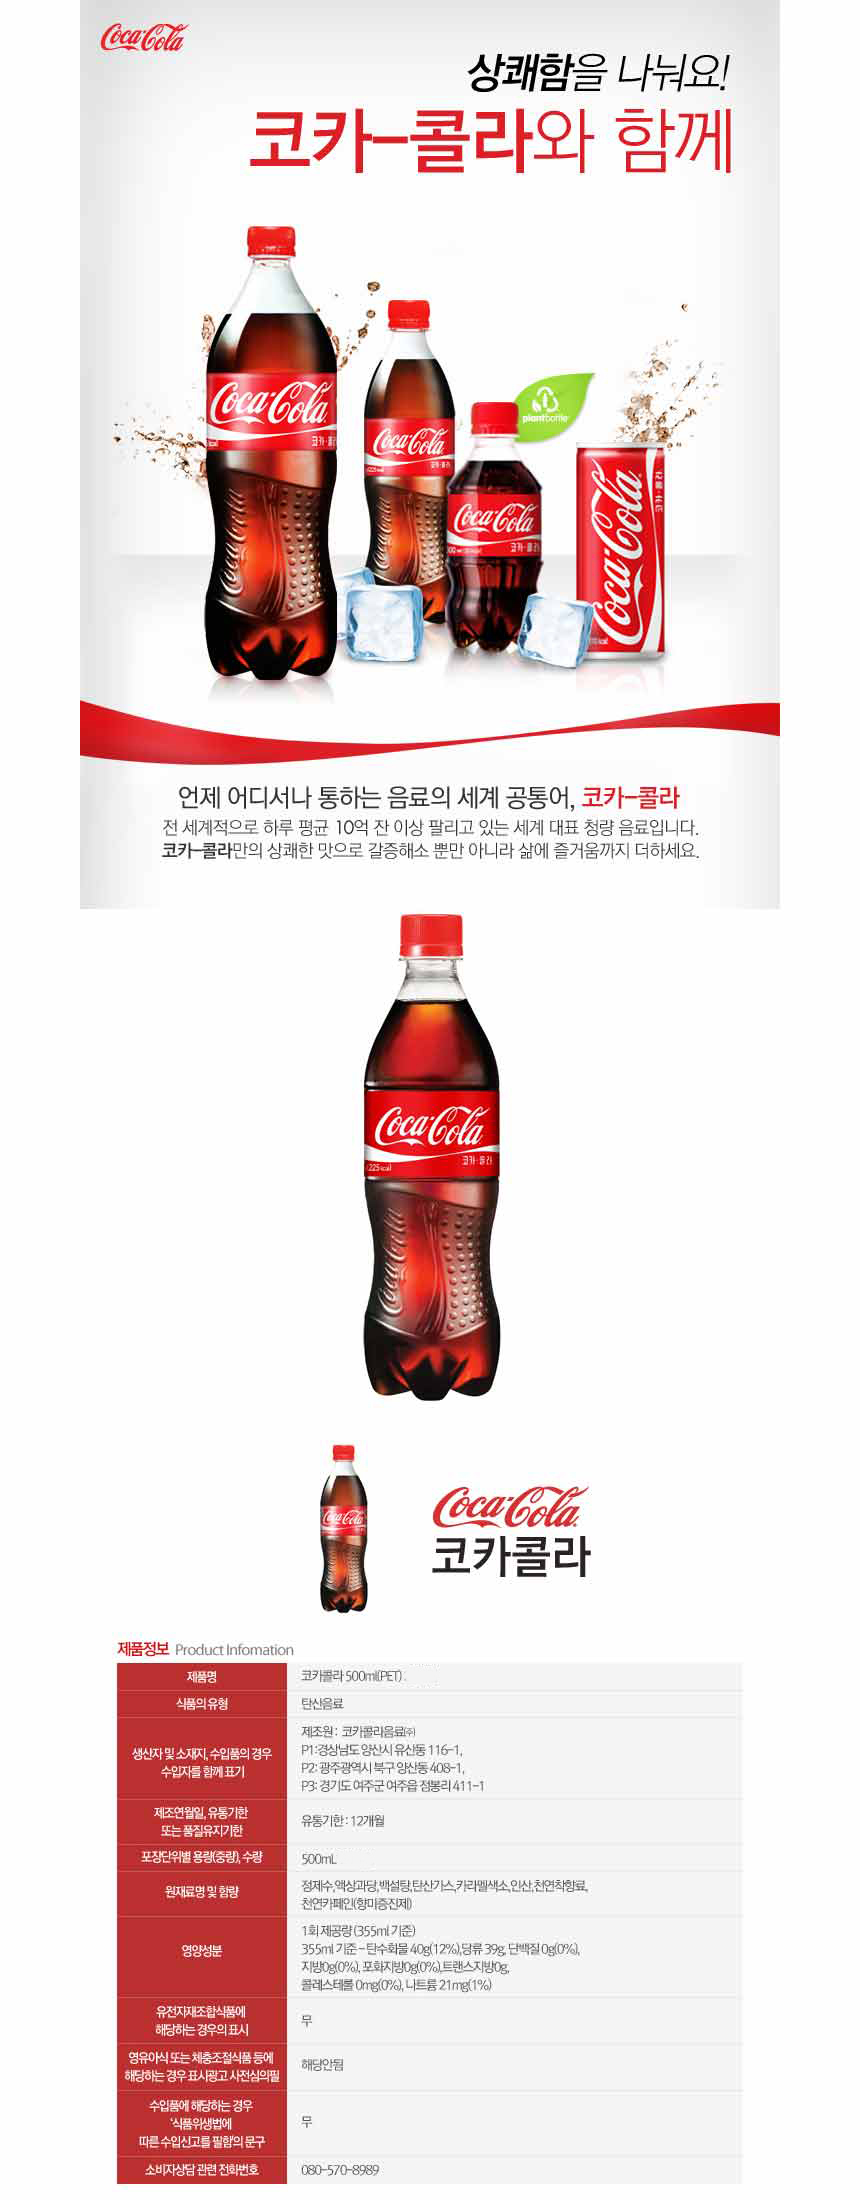 Coca-Cola
상쾌함을 나눠요!
코카-콜라와 함께
Coca-Cola
코카-콜라
Coca-Cola
225 kcal
코카-콜라
plantbottle
Coca-Cola
코카-콜라
Coca-Cola
코카-콜라
언제 어디서나 통하는 음료의 세계 공통어, 코카-콜라
전 세계적으로 하루 평균 10억 잔 이상 팔리고 있는 세계 대표 청량 음료입니다.
코카-콜라만의 상쾌한 맛으로 갈증해소 뿐만 아니라 삶에 즐거움까지 더하세요.
Coca-Cola
코카-콜라
225 kcal
Coca-Cola
Coca-Cola
Coca-Cola
코카콜라
제품정보 Product Infomation
제품명 코카콜라 500ml(PET)
식품의 유형 탄산음료
생산자 및 소재지, 수입품의 경우 수입자를 함께 표기
제조원 : 코카콜라음료㈜
P1:경상남도 양산시 유산동 116-1,
P2: 광주광역시 북구 양산동 408-1,
P3: 경기도 여주군 여주읍 점봉리 411-1
제조연월일, 유통기한
또는 품질유지기한
유통기한 : 12개월
포장단위별 용량(중량), 수량 500mL
원재료명 및 함량
정제수,액상과당,백설탕,탄산가스,카라멜색소,인산,천연착향료,
천연카페인(향미증진제)
영양성분
1회 제공량 (355ml 기준)
355ml 기준 - 탄수화물 40g(12%),당류 39g, 단백질 0g(0%),
지방0g(0%), 포화지방0g(0%),트랜스지방0g,
콜레스테롤 0mg(0%), 나트륨 21mg(1%)
유전자재조합식품에
해당하는 경우의 표시
무
영유아식 또는 체중조절식품 등에
해당하는 경우 표시광고 사전심의필
해당안됨
수입품에 해당하는 경우
'식품위생법에
따른 수입신고를 필함'의 문구
무
소비자상담 관련 전화번호 080-570-8989